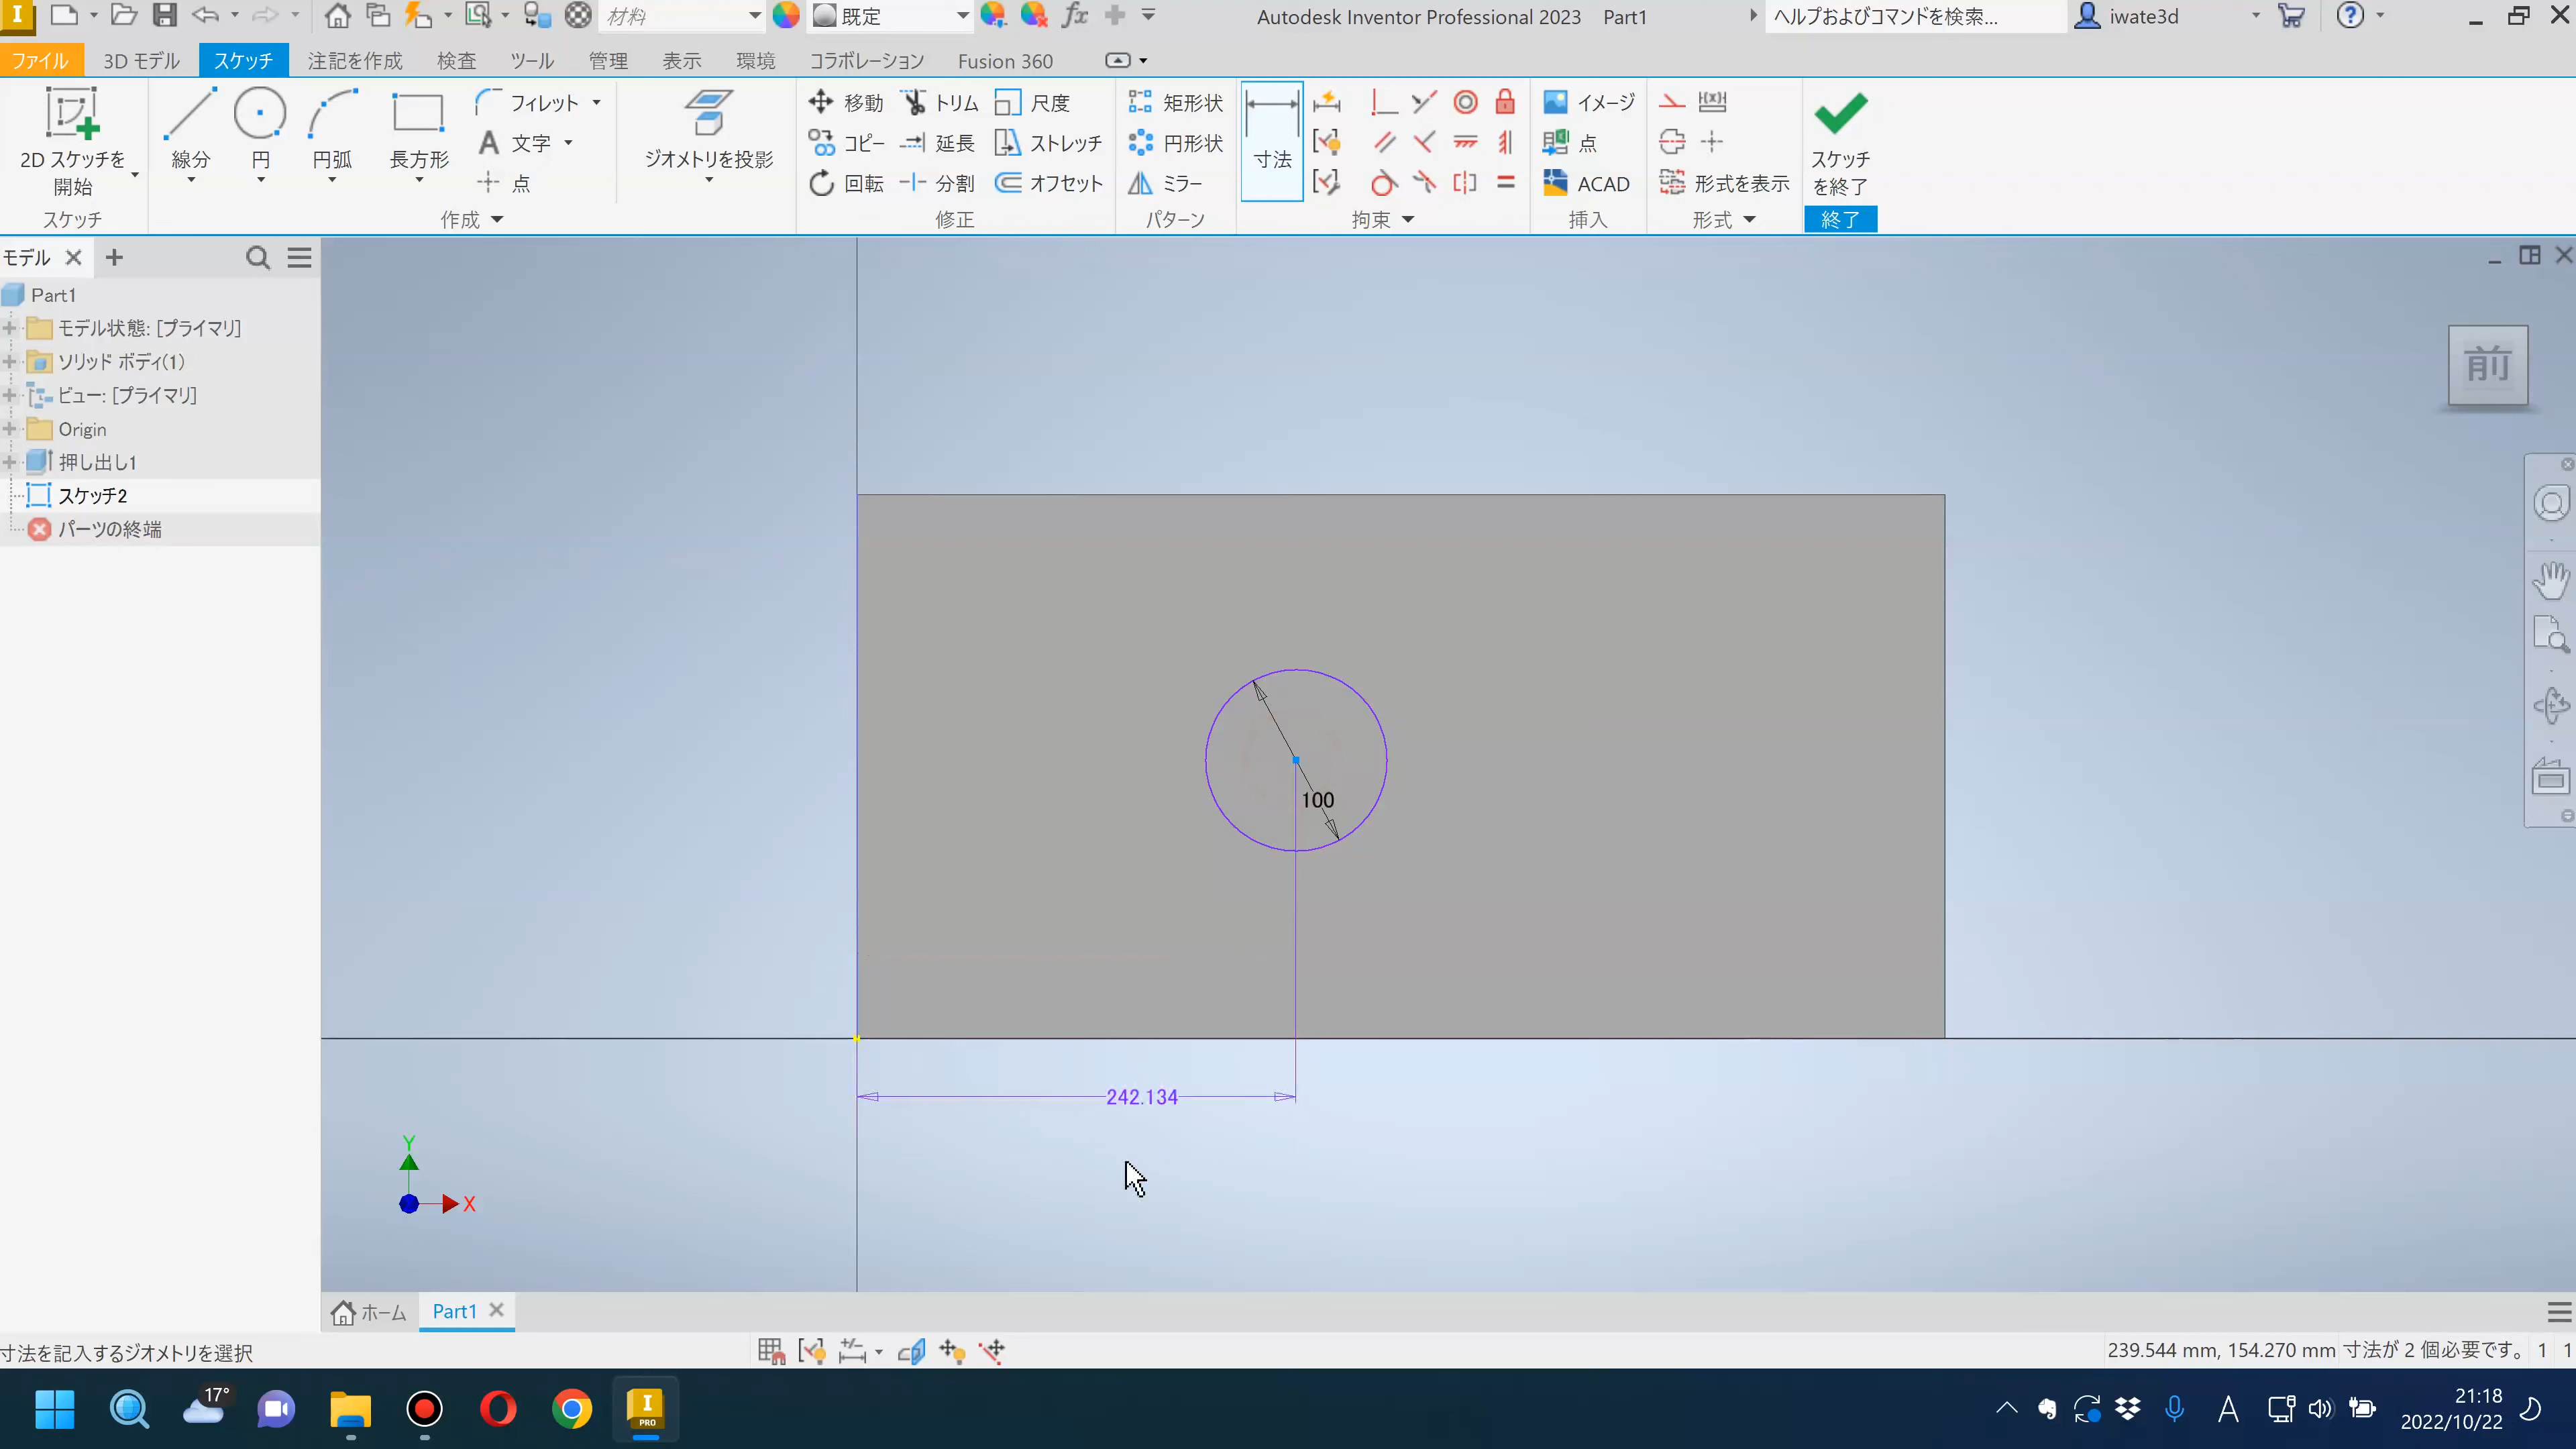 I 材料 既定 fx Autodesk Inventor Professional 2023 Part1 ヘルプおよびコマンドを検索... iwate3d ?
ファイル 3D モデル スケッチ 注記を作成 検査 ツール 管理 表示 環境 コラボレーション Fusion 360
2D スケッチを
開始
線分
円
円弧
長方形
フィレット
A 文字
点
ジオメトリを投影
移動 トリム 尺度
コピー 延長 ストレッチ
回転 分割 オフセット
矩形状
円形状
ミラー
寸法
イメージ
点
ACAD
形式を表示
スケッチ
を終了
スケッチ 作成 修正 パターン 拘束 挿入 形式 終了
モデル
Part1
モデル状態: [プライマリ]
ソリッド ボディ(1)
ビュー: [プライマリ]
Origin
押し出し1
スケッチ2
パーツの終端
前
100
242.134
Y
X
ホーム Part1
寸法を記入するジオメトリを選択 239.544 mm, 154.270 mm 寸法が 2 個必要です。 1 1
17°
I
PRO
A
21:18
2022/10/22